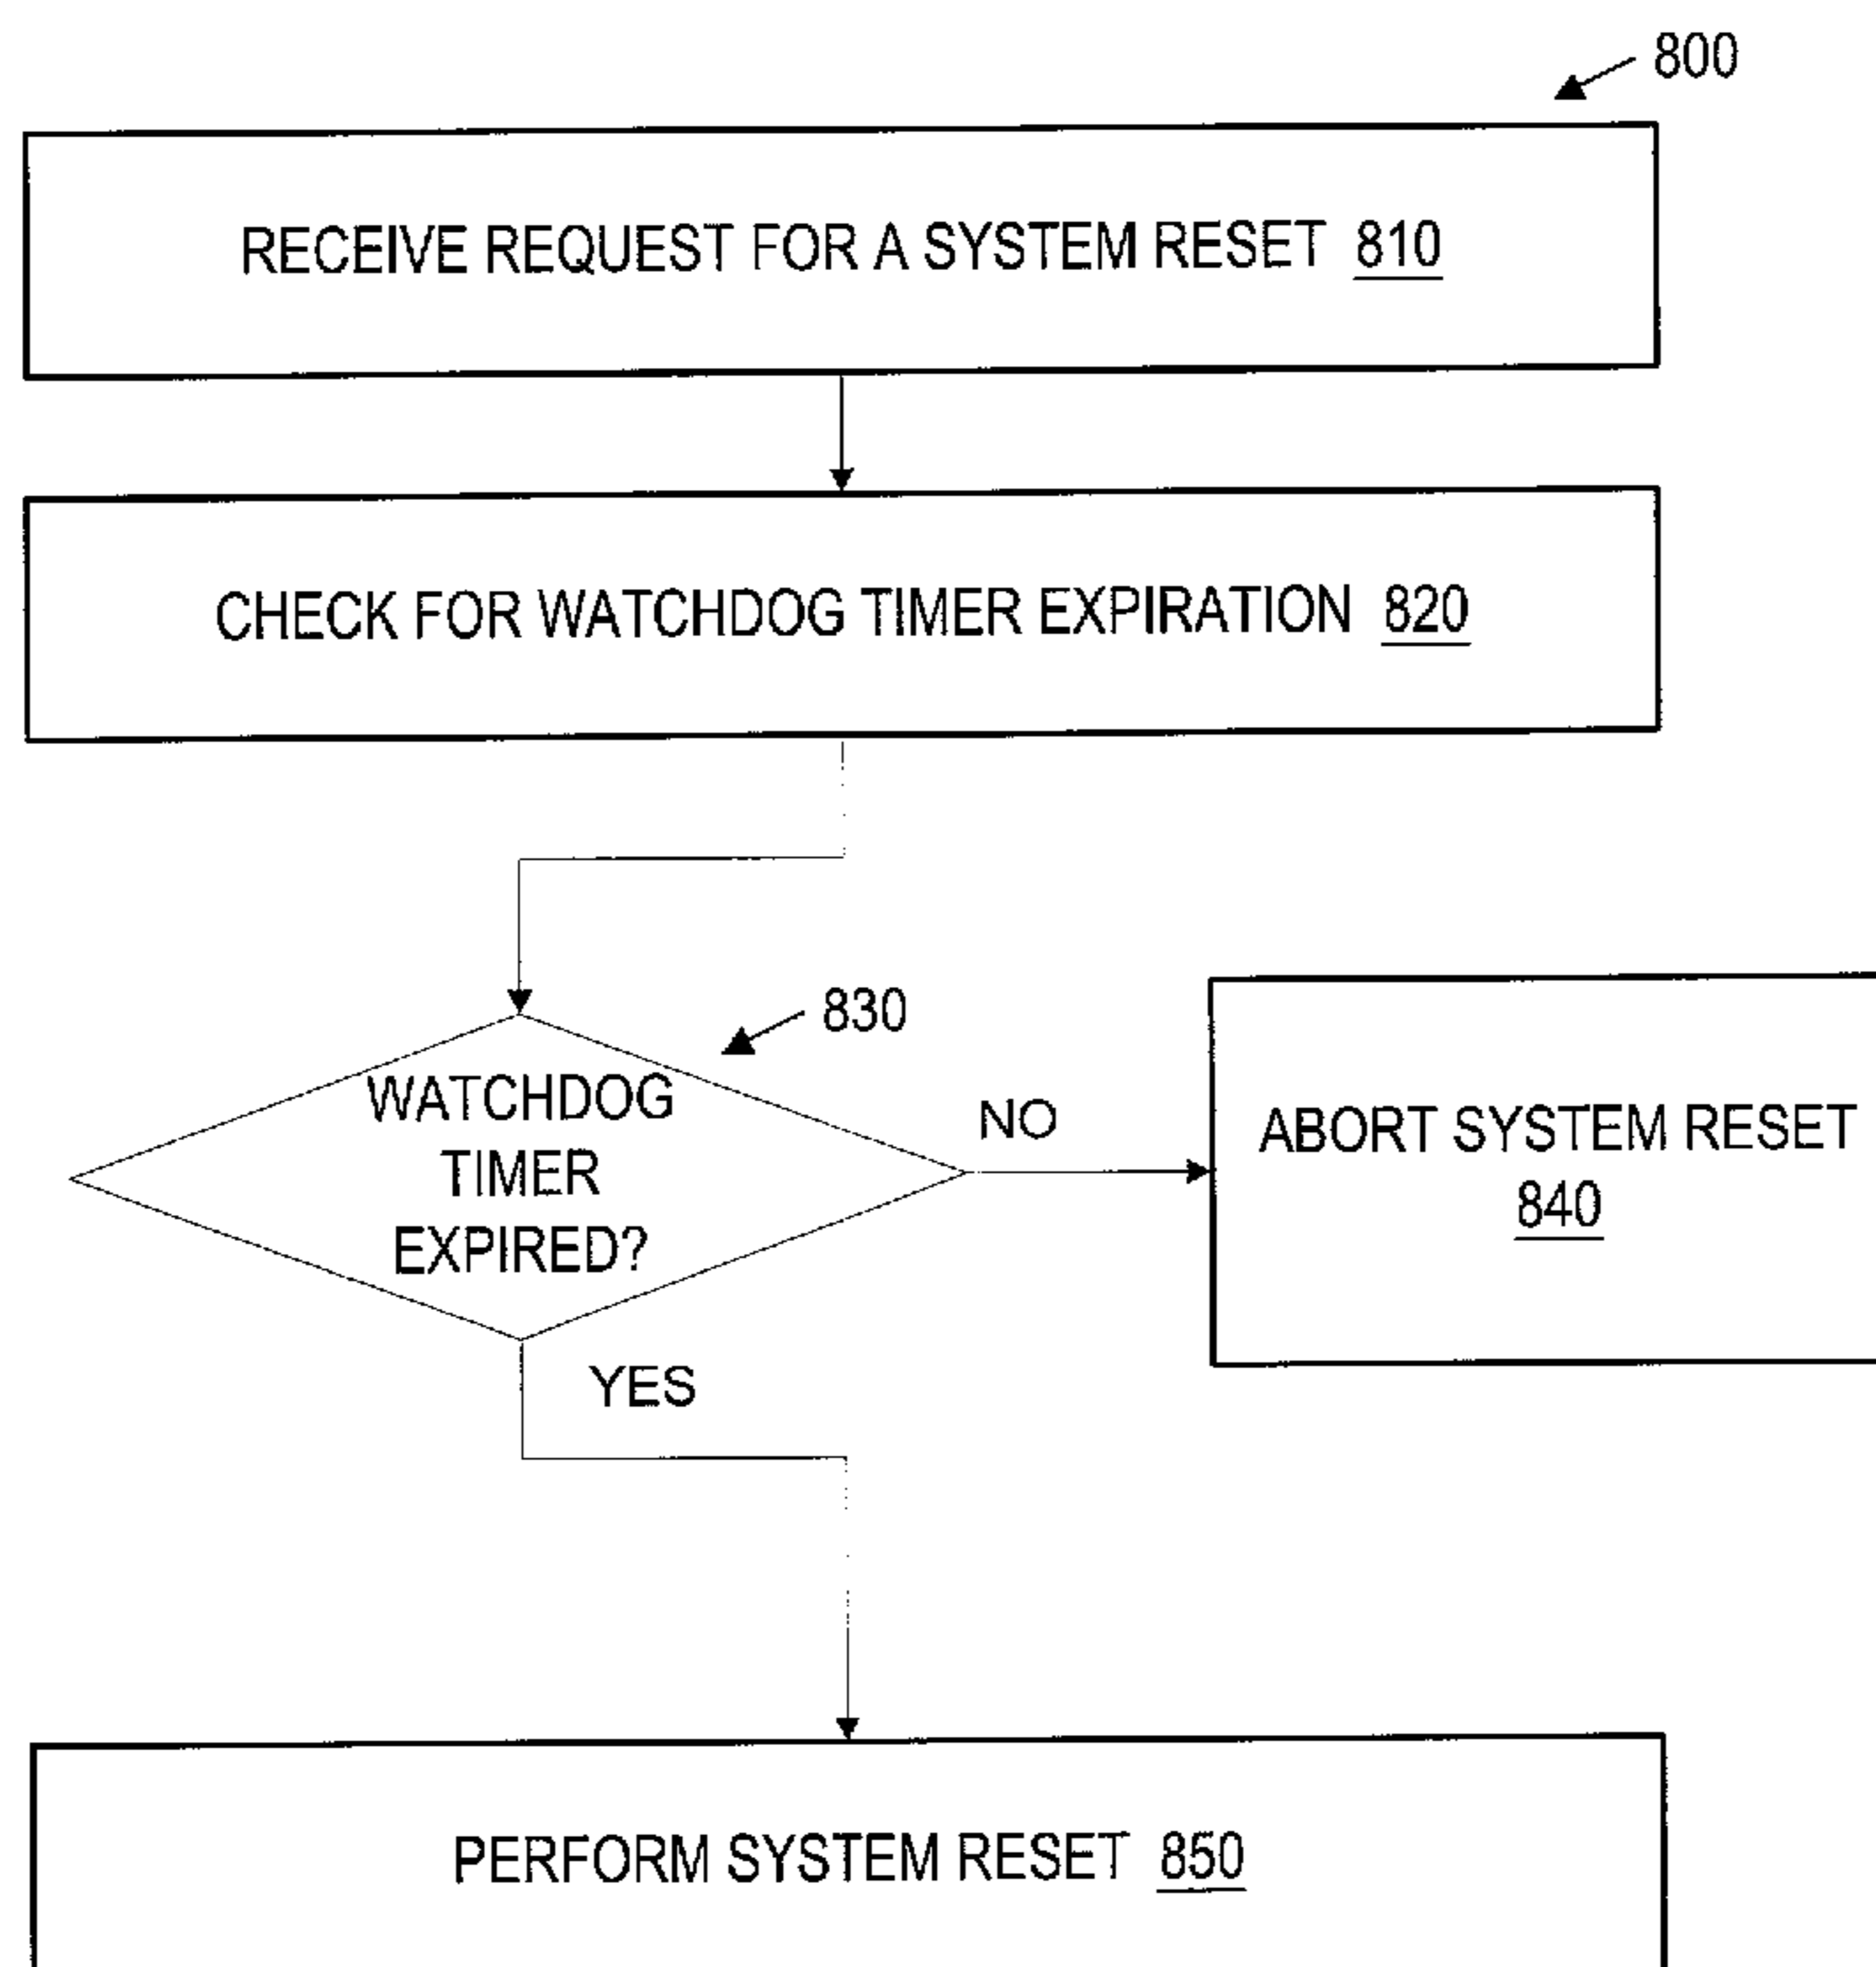 800
RECEIVE REQUEST FOR A SYSTEM RESET 810
CHECK FOR WATCHDOG TIMER EXPIRATION 820
830
WATCHDOG
TIMER
EXPIRED?
NO
ABORT SYSTEM RESET
840
YES
PERFORM SYSTEM RESET 850